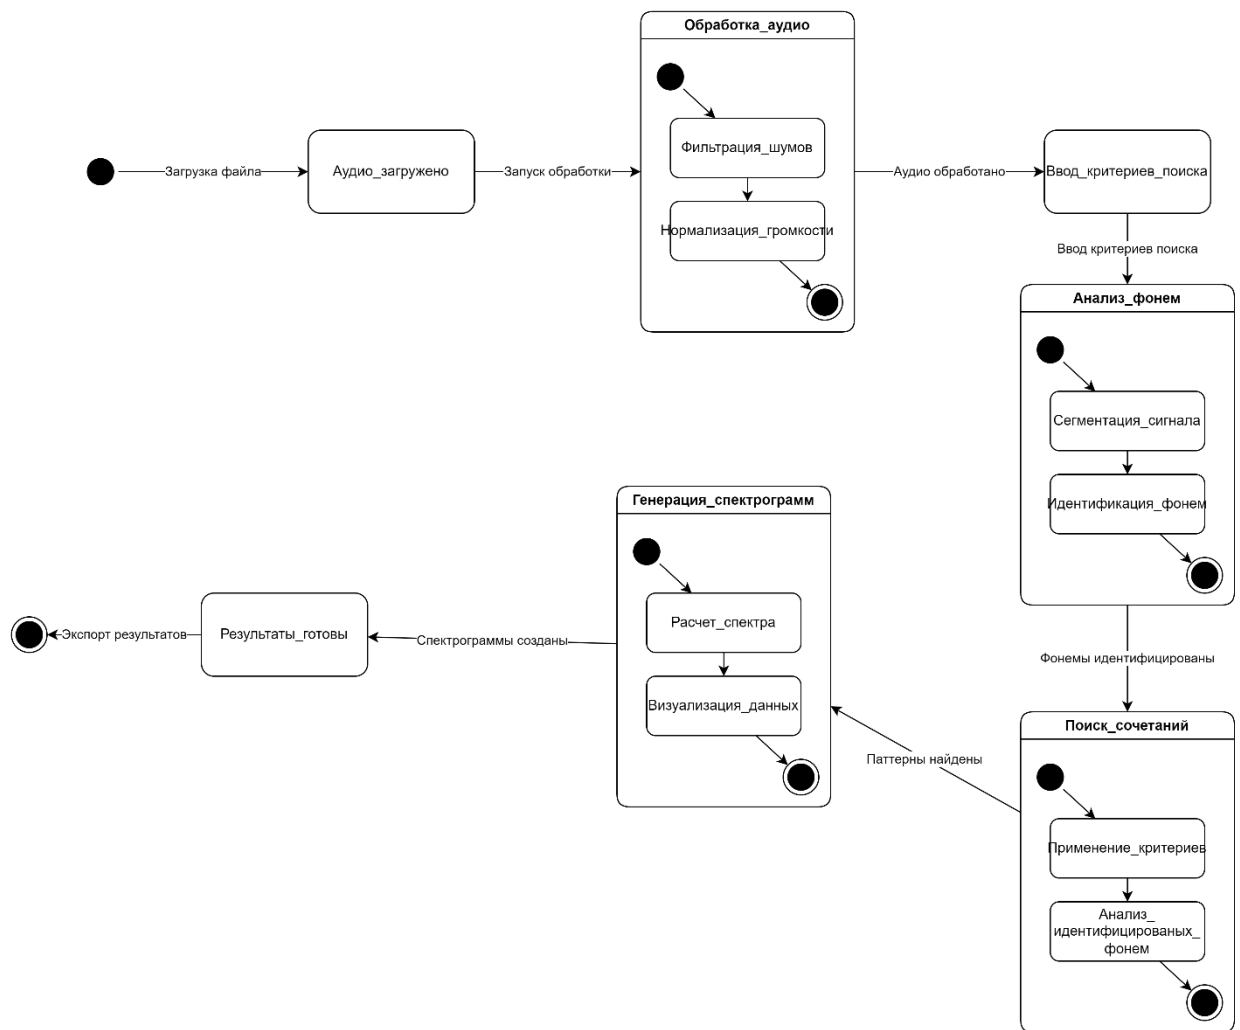 Обработка_аудио
Фильтрация_шумов
Нормализация_громкости
Загрузка файла
Аудио_загружено
Запуск обработки
Аудио обработано
Ввод_критериев_поиска
Ввод критериев поиска
Анализ_фонем
Сегментация_сигнала
Идентификация_фонем
Фонемы идентифицированы
Поиск_сочетаний
Применение_критериев
Анализ_
идентифицированых_
фонем
Паттерны найдены
Генерация_спектрограмм
Расчет_спектра
Визуализация_данных
Спектрограммы созданы
Результаты_готовы
Экспорт результатов